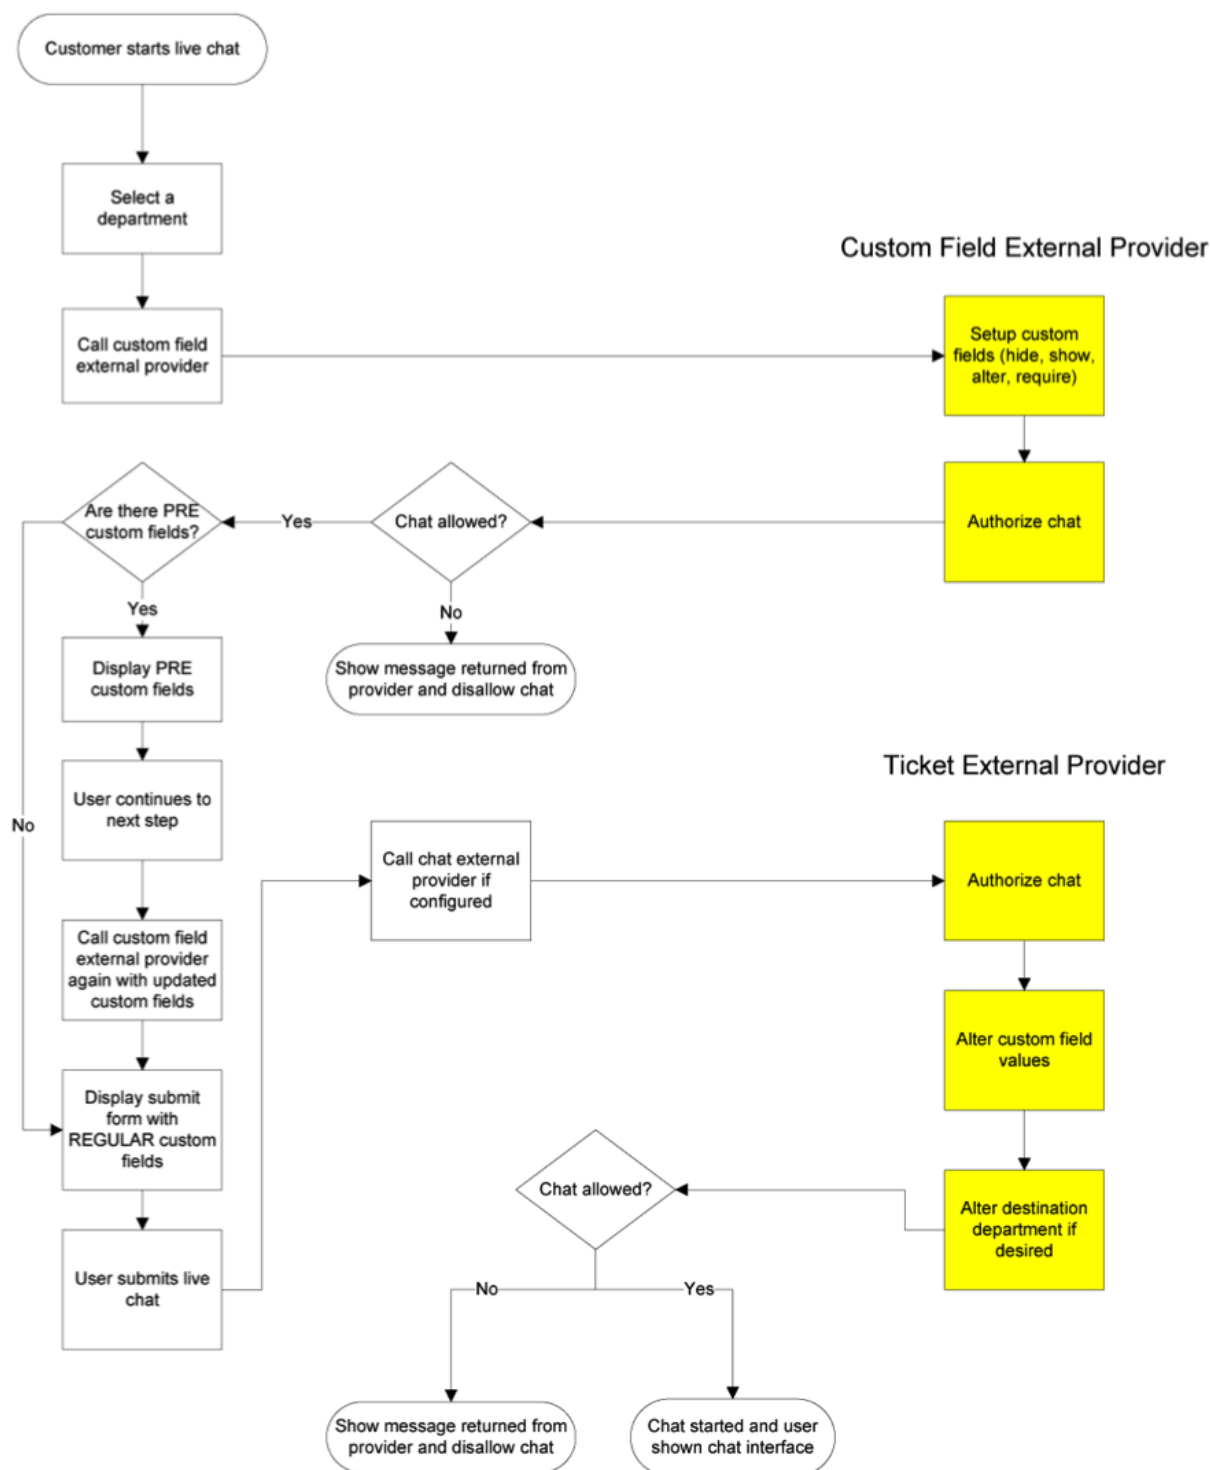 Customer starts live chat
Select a
department
Custom Field External Provider
Call custom field
external provider
Setup custom
fields (hide, show,
alter, require)
Are there PRE
custom fields?
Yes
Chat allowed?
Authorize chat
Yes
No
Display PRE
custom fields
Show message returned from
provider and disallow chat
Ticket External Provider
User continues to
next step
No
Call chat external
provider if
configured
Authorize chat
Call custom field
external provider
again with updated
custom fields
Alter custom field
values
Display submit
form with
REGULAR custom
fields
Chat allowed?
Alter destination
department if
desired
User submits live
chat
No
Yes
Show message returned from
provider and disallow chat
Chat started and user
shown chat interface